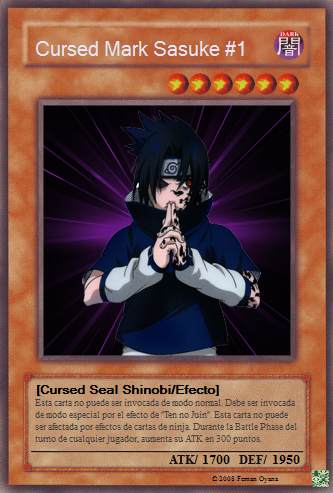 Cursed Mark Sasuke #1
DARK
闇
[Cursed Seal Shinobi/Efecto]
Esta carta no puede ser invocada de modo normal. Debe ser invocada
de modo especial por el efecto de "Ten no Juin". Esta carta no puede
ser afectada por efectos de cartas de ninja. Durante la Battle Phase del
turno de cualquier jugador, aumenta su ATK en 300 puntos.
ATK/ 1700 DEF/ 1950
©2008 Fernan Oyana